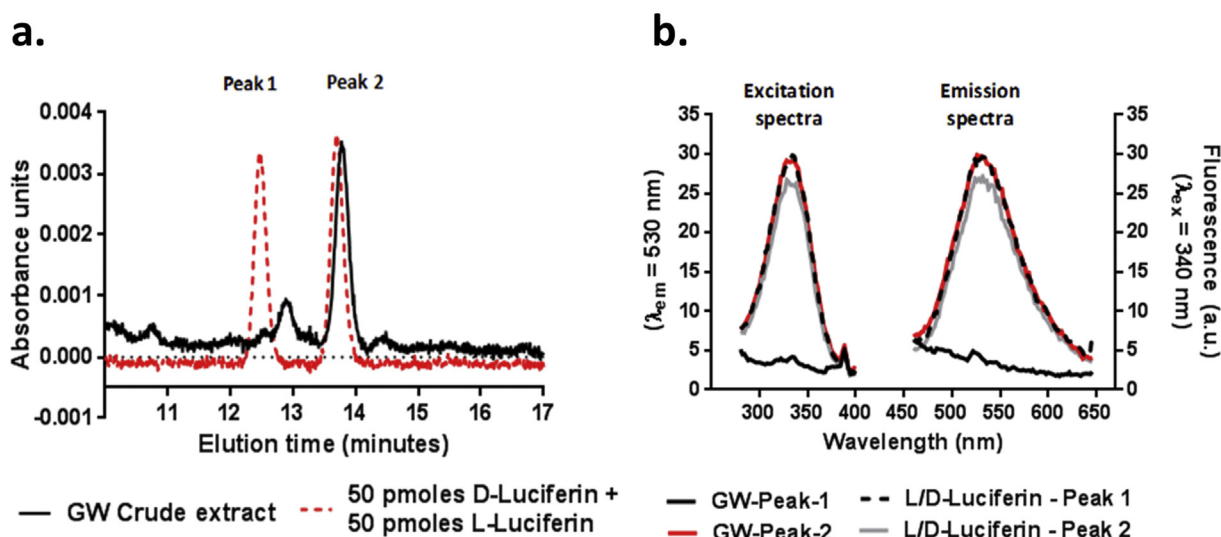 a.
Peak 1
Peak 2
0.004
0.003
0.002
0.001
0.000
-0.001
Absorbance units
11 12 13 14 15 16 17
Elution time (minutes)
GW Crude extract
50 pmoles D-Luciferin +
50 pmoles L-Luciferin
b.
Excitation
spectra
Emission
spectra
35
30
25
20
15
10
5
0
(λem = 530 nm)
35
30
25
20
15
10
5
0
Fluorescence (a.u.)
(λex = 340 nm)
300 350 400 450 500 550 600 650
Wavelength (nm)
GW-Peak-1
L/D-Luciferin - Peak 1
GW-Peak-2
L/D-Luciferin - Peak 2